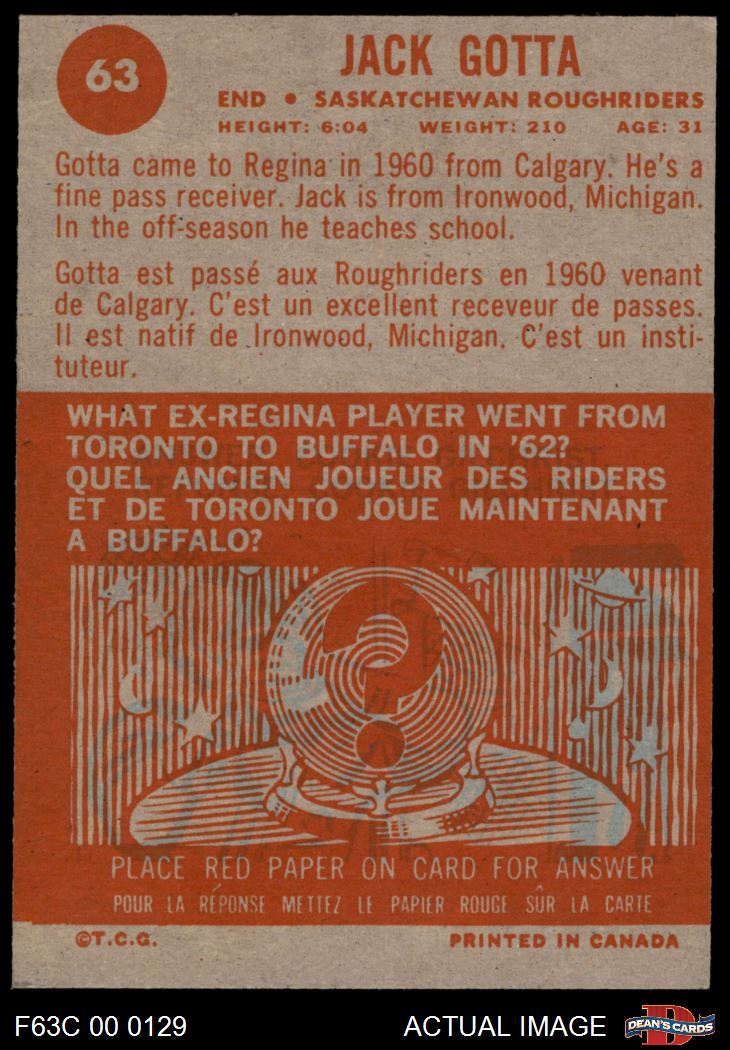 63
JACK GOTTA
END • SASKATCHEWAN ROUGHRIDERS
HEIGHT: 6:04 WEIGHT: 210 AGE: 31
Gotta came to Regina in 1960 from Calgary. He's a
fine pass receiver. Jack is from Ironwood, Michigan.
In the off-season he teaches school.
Gotta est passé aux Roughriders en 1960 venant
de Calgary. C'est un excellent receveur de passes.
Il est natif de Ironwood, Michigan. C'est un insti-
tuteur.
WHAT EX-REGINA PLAYER WENT FROM
TORONTO TO BUFFALO IN '62?
QUEL ANCIEN JOUEUR DES RIDERS
ET DE TORONTO JOUE MAINTENANT
A BUFFALO?
?
PLACE RED PAPER ON CARD FOR ANSWER
POUR LA RÉPONSE METTEZ LE PAPIER ROUGE SÛR LA CARTE
©T.C.G. PRINTED IN CANADA
F63C 00 0129 ACTUAL IMAGE D DEAN'S CARDS